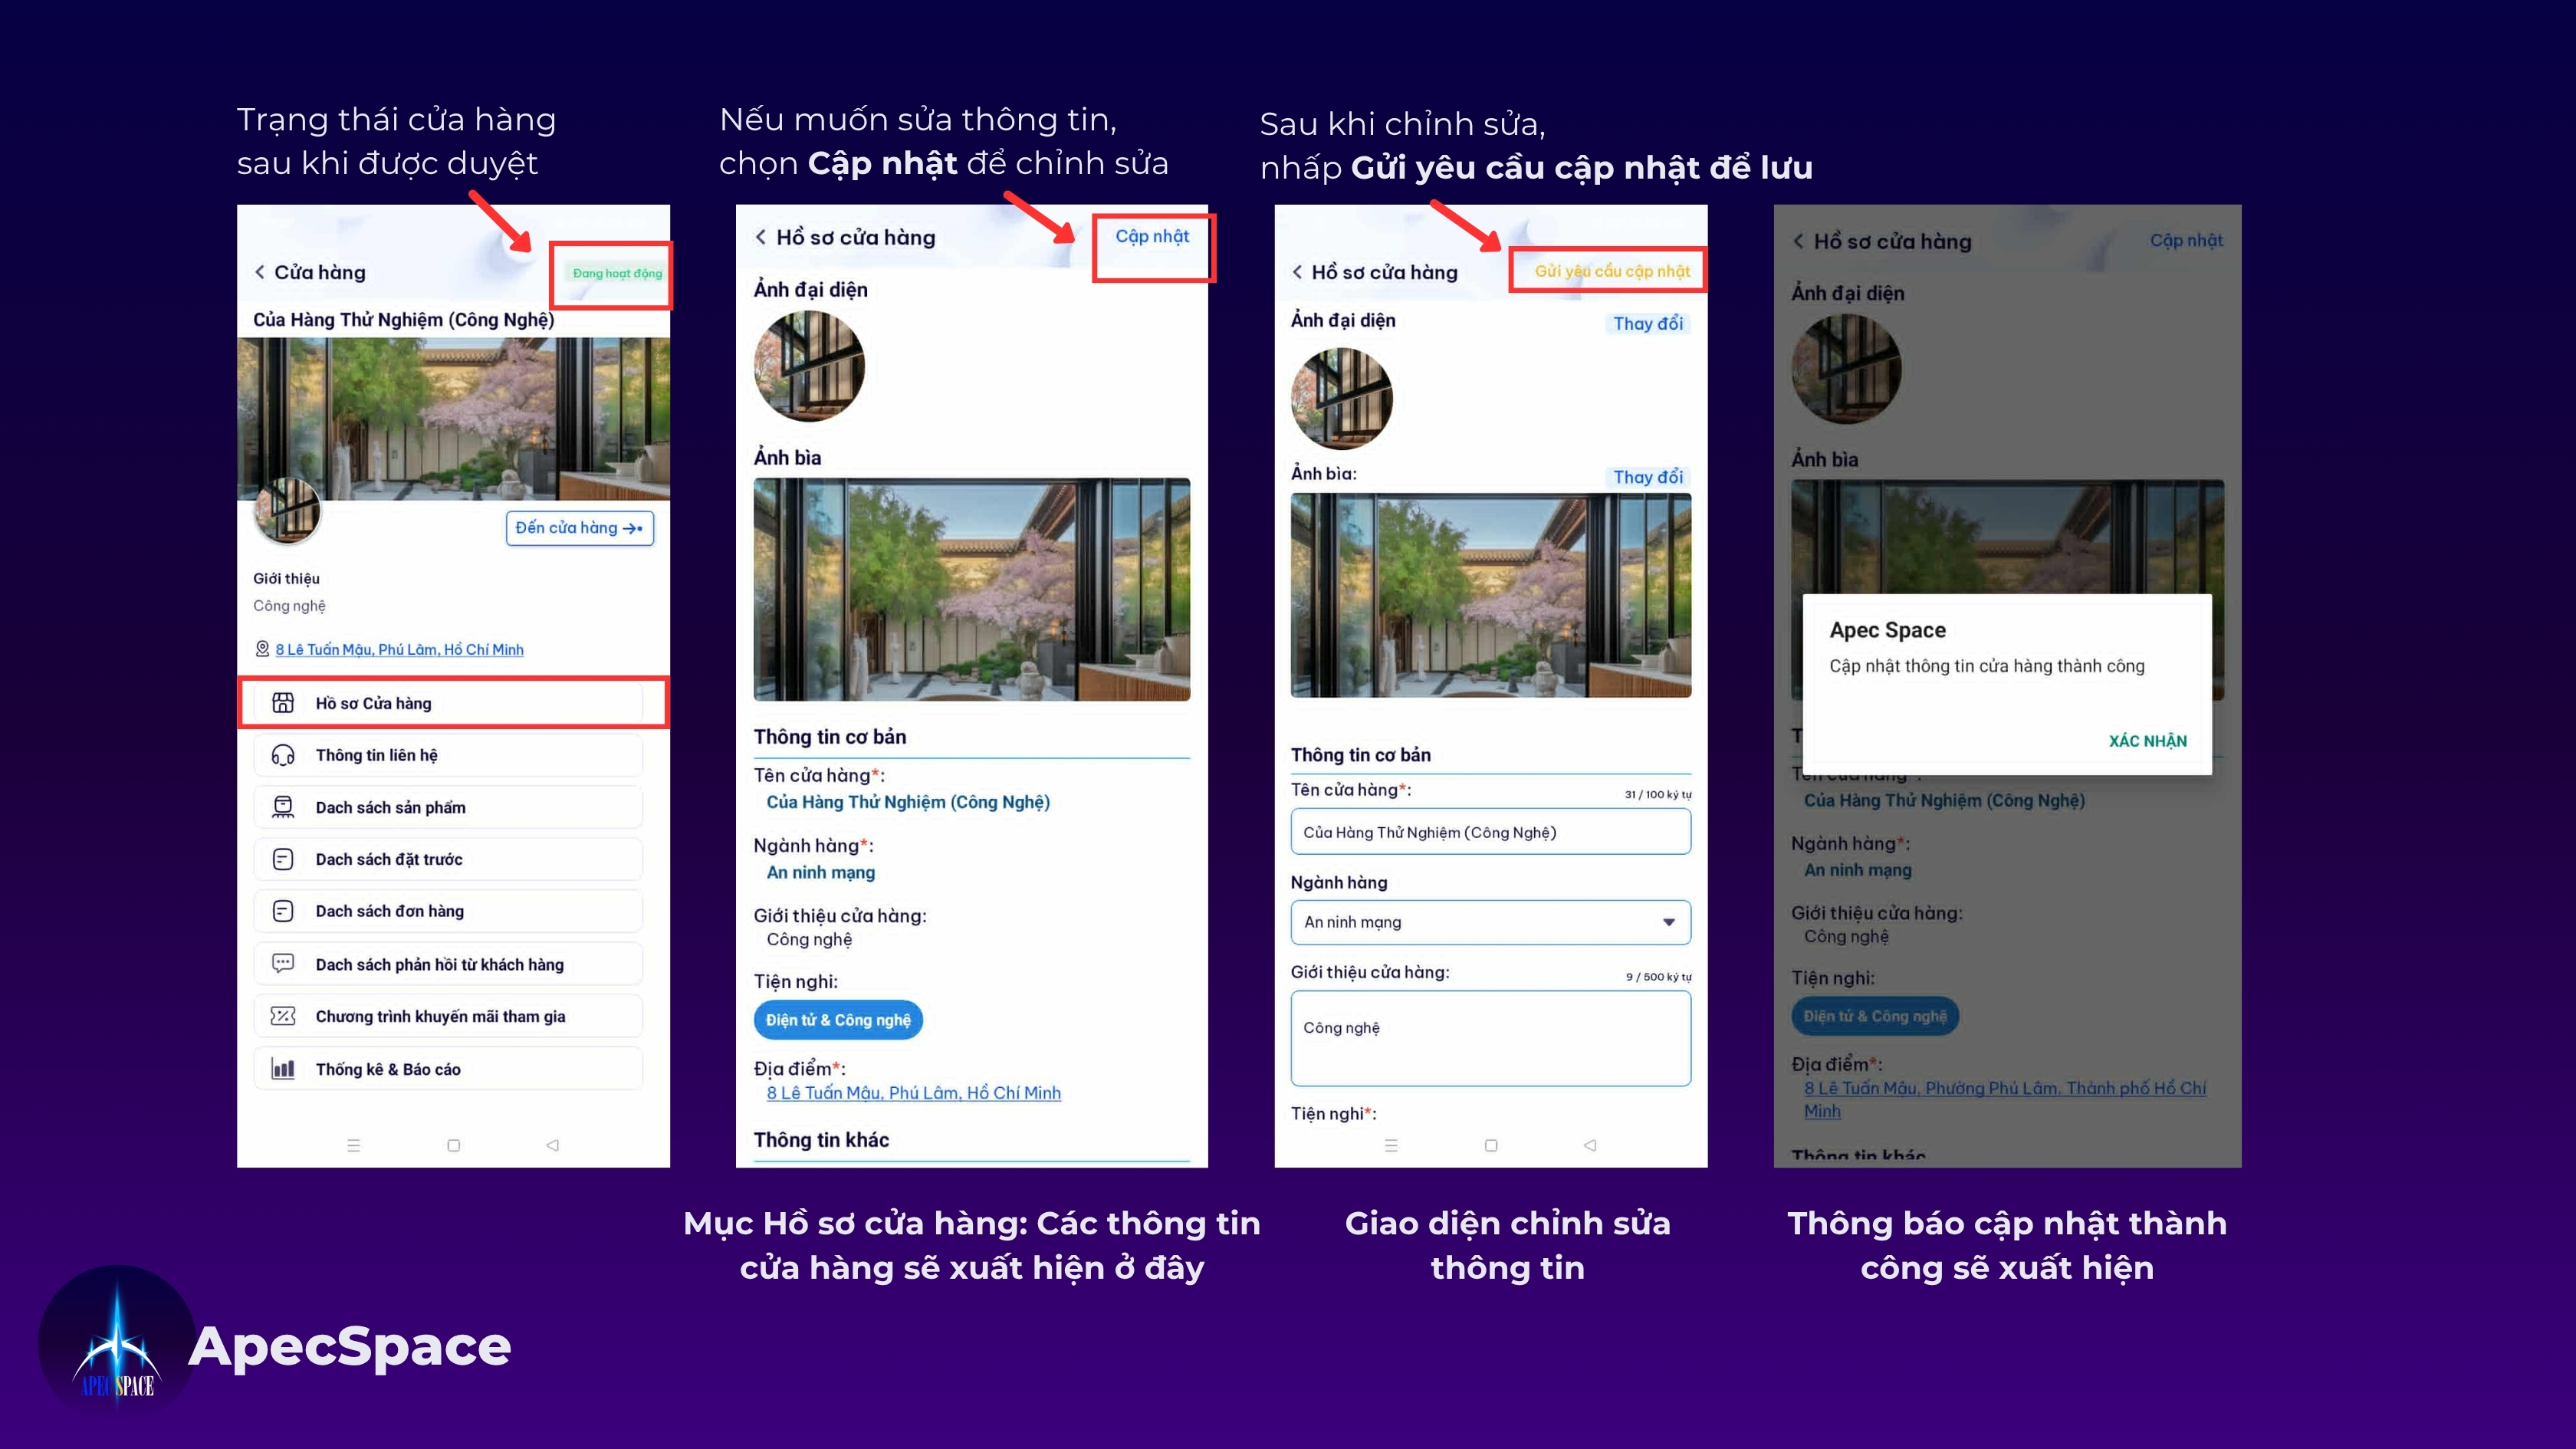 Trạng thái cửa hàng
sau khi được duyệt
Nếu muốn sửa thông tin,
chọn Cập nhật để chỉnh sửa
Sau khi chỉnh sửa,
nhấp Gửi yêu cầu cập nhật để lưu
Cửa hàng
Đang hoạt động
Của Hàng Thử Nghiệm (Công Nghệ)
Đến cửa hàng
Giới thiệu
Công nghệ
8 Lê Tuấn Mậu, Phú Lâm, Hồ Chí Minh
Hồ sơ Cửa hàng
Thông tin liên hệ
Dach sách sản phẩm
Dach sách đặt trước
Dach sách đơn hàng
Dach sách phản hồi từ khách hàng
Chương trình khuyến mãi tham gia
Thống kê & Báo cáo
Hồ sơ cửa hàng
Cập nhật
Ảnh đại diện
Ảnh bìa
Thông tin cơ bản
Tên cửa hàng*:
Của Hàng Thử Nghiệm (Công Nghệ)
Ngành hàng*:
An ninh mạng
Giới thiệu cửa hàng:
Công nghệ
Tiện nghi:
Điện tử & Công nghệ
Địa điểm*:
8 Lê Tuấn Mậu, Phú Lâm, Hồ Chí Minh
Thông tin khác
Mục Hồ sơ cửa hàng: Các thông tin
cửa hàng sẽ xuất hiện ở đây
Hồ sơ cửa hàng
Gửi yêu cầu cập nhật
Ảnh đại diện
Thay đổi
Ảnh bìa:
Thay đổi
Thông tin cơ bản
Tên cửa hàng*:
31 / 100 ký tự
Của Hàng Thử Nghiệm (Công Nghệ)
Ngành hàng
An ninh mạng
Giới thiệu cửa hàng:
9 / 500 ký tự
Công nghệ
Tiện nghi*:
Giao diện chỉnh sửa
thông tin
Hồ sơ cửa hàng
Cập nhật
Ảnh đại diện
Ảnh bìa
Apec Space
Cập nhật thông tin cửa hàng thành công
XÁC NHẬN
Tên cửa hàng*:
Của Hàng Thử Nghiệm (Công Nghệ)
Ngành hàng*:
An ninh mạng
Giới thiệu cửa hàng:
Công nghệ
Tiện nghi:
Điện tử & Công nghệ
Địa điểm*:
8 Lê Tuấn Mậu, Phường Phú Lâm, Thành phố Hồ Chí
Minh
Thông tin khác
Thông báo cập nhật thành
công sẽ xuất hiện
APEC SPACE
ApecSpace